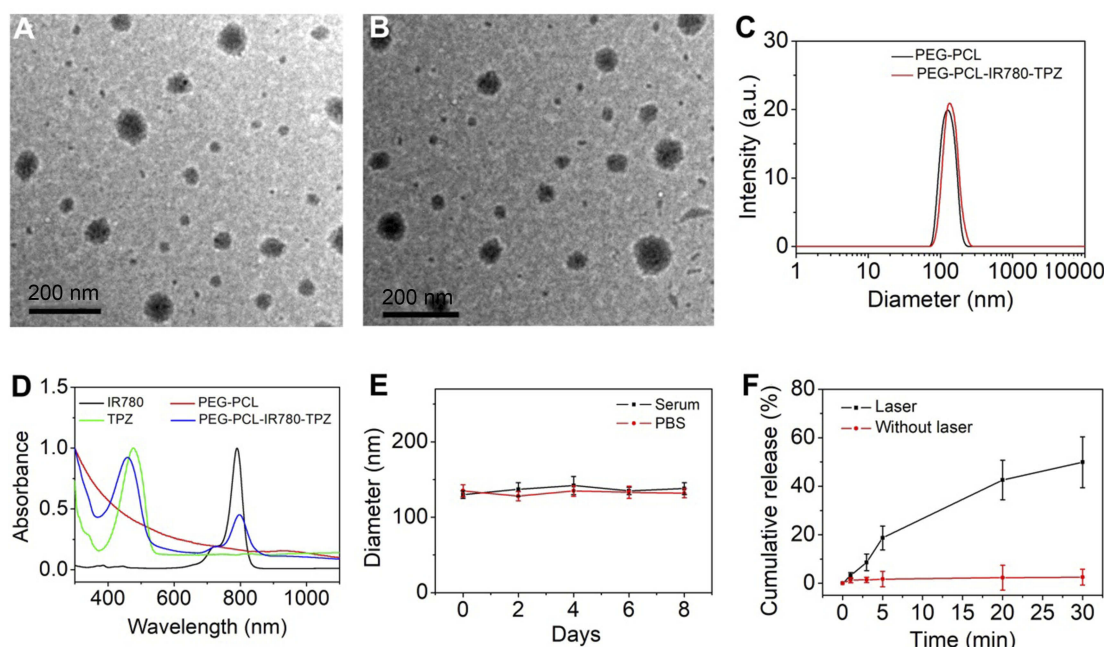 A
200 nm
B
200 nm
C
30
20
10
0
Intensity (a.u.)
PEG-PCL
PEG-PCL-IR780-TPZ
1 10 100 1000 10000
Diameter (nm)
D
1.5
1.0
0.5
0.0
Absorbance
IR780 PEG-PCL
TPZ PEG-PCL-IR780-TPZ
400 600 800 1000
Wavelength (nm)
E
200
100
0
Diameter (nm)
Serum
PBS
0 2 4 6 8
Days
F
80
60
40
20
0
Cumulative release (%)
Laser
Without laser
0 5 10 15 20 25 30
Time (min)